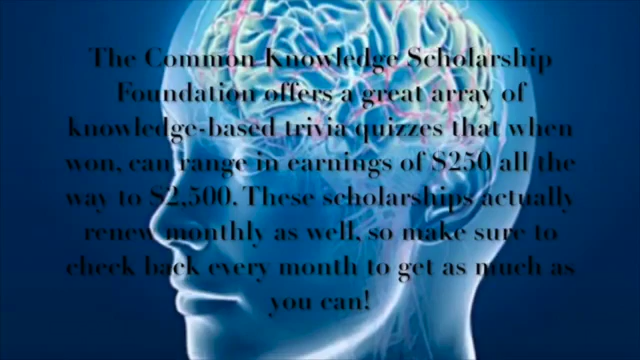 The Common Knowledge Scholarship
Foundation offers a great array of
knowledge-based trivia quizzes that when
won, can range in earnings of $250 all the
way to $2,500. These scholarships actually
renew monthly as well, so make sure to
check back every month to get as much as
you can!